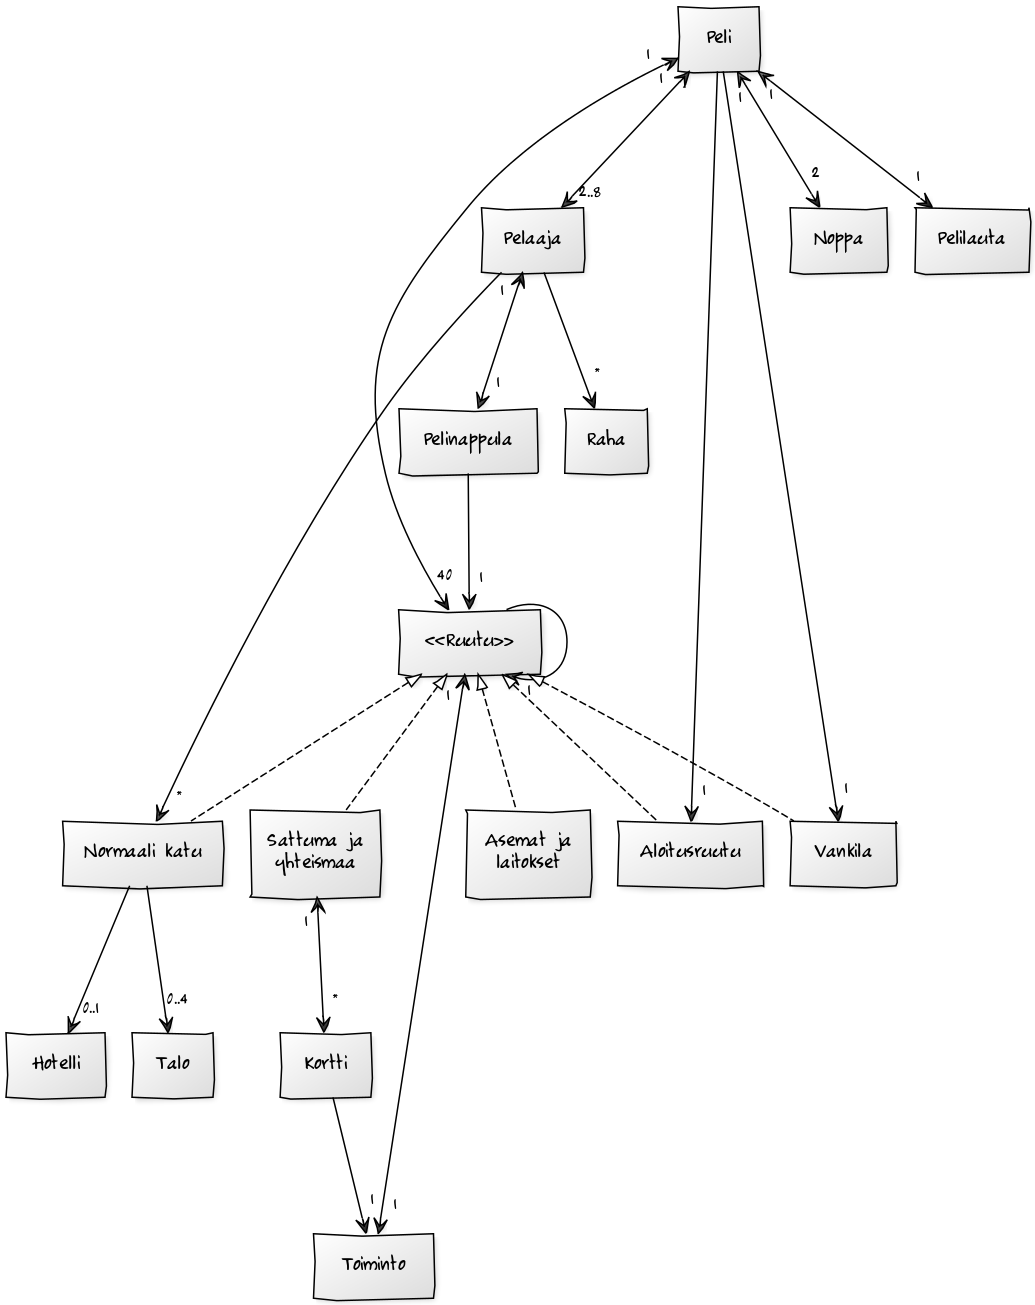 Peli
1
1
1
1
2..8
2
1
Pelaaja
Noppa
Pelilauta
1
1
*
Pelinappula
Raha
40
1
<<Ruutu>>
1
1
*
1
1
Normaali katu
Sattuma ja
yhteismaa
Asemat ja
laitokset
Aloitusruutu
Vankila
1
0..1
0..4
*
Hotelli
Talo
Kortti
1
1
Toiminto